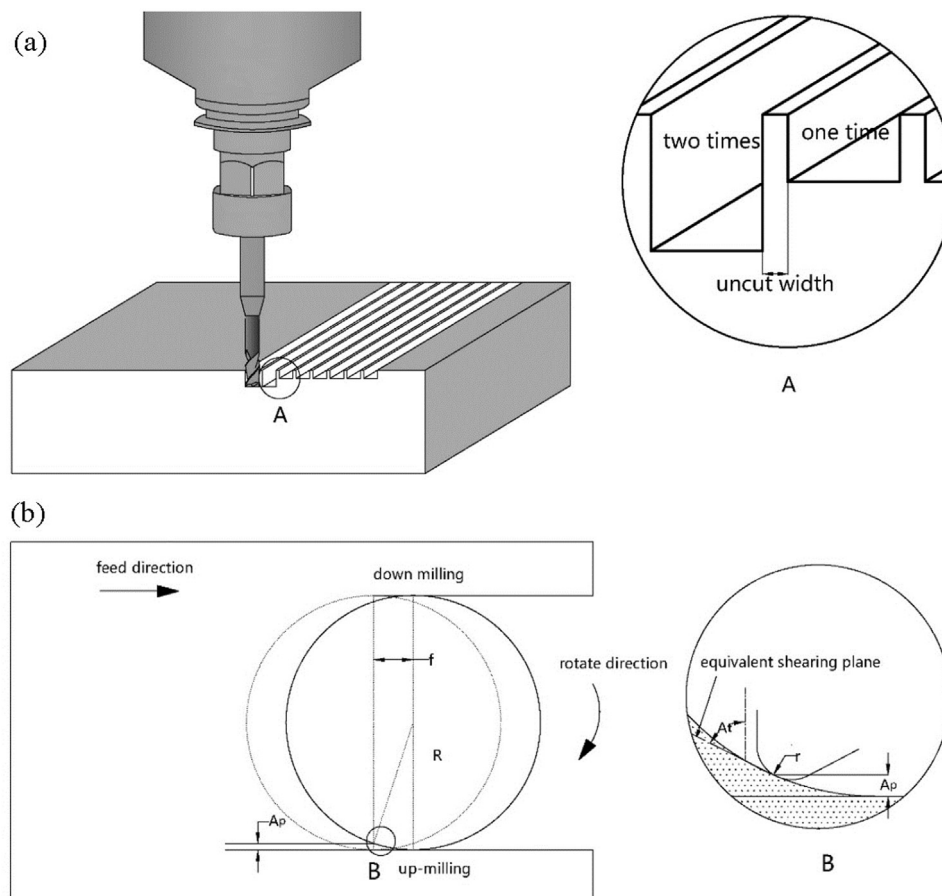 (a)
two times
one time
uncut width
A
A
(b)
feed direction
down milling
f
rotate direction
equivalent shearing plane
At
R
r
Ap
Ap
B
up-milling
B